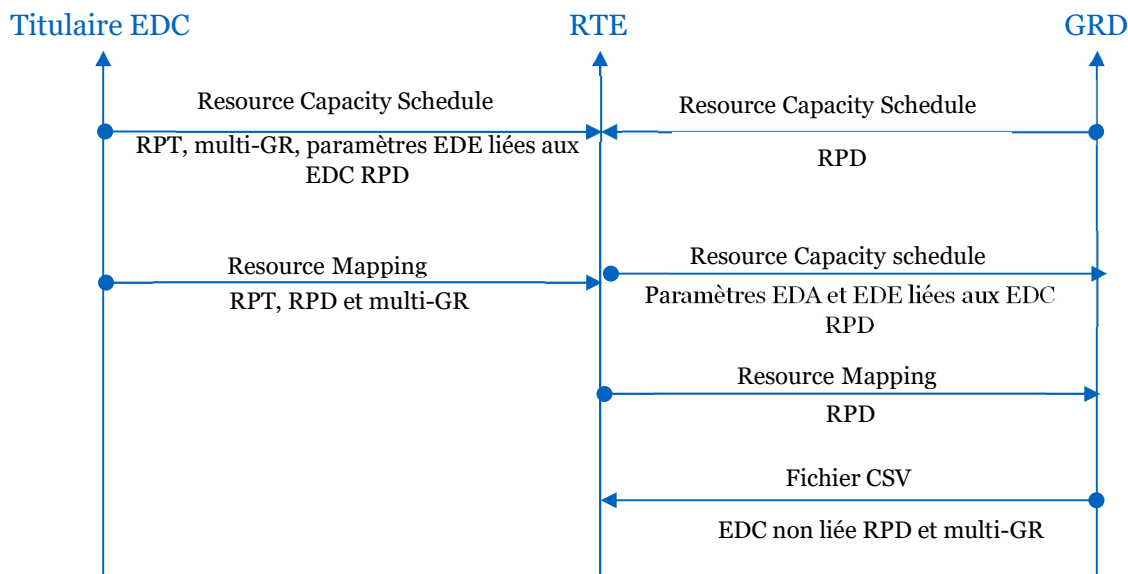 Titulaire EDC
RTE
GRD
Resource Capacity Schedule
RPT, multi-GR, paramètres EDE liées aux
EDC RPD
Resource Capacity Schedule
RPD
Resource Mapping
RPT, RPD et multi-GR
Resource Capacity schedule
Paramètres EDA et EDE liées aux EDC
RPD
Resource Mapping
RPD
Fichier CSV
EDC non liée RPD et multi-GR